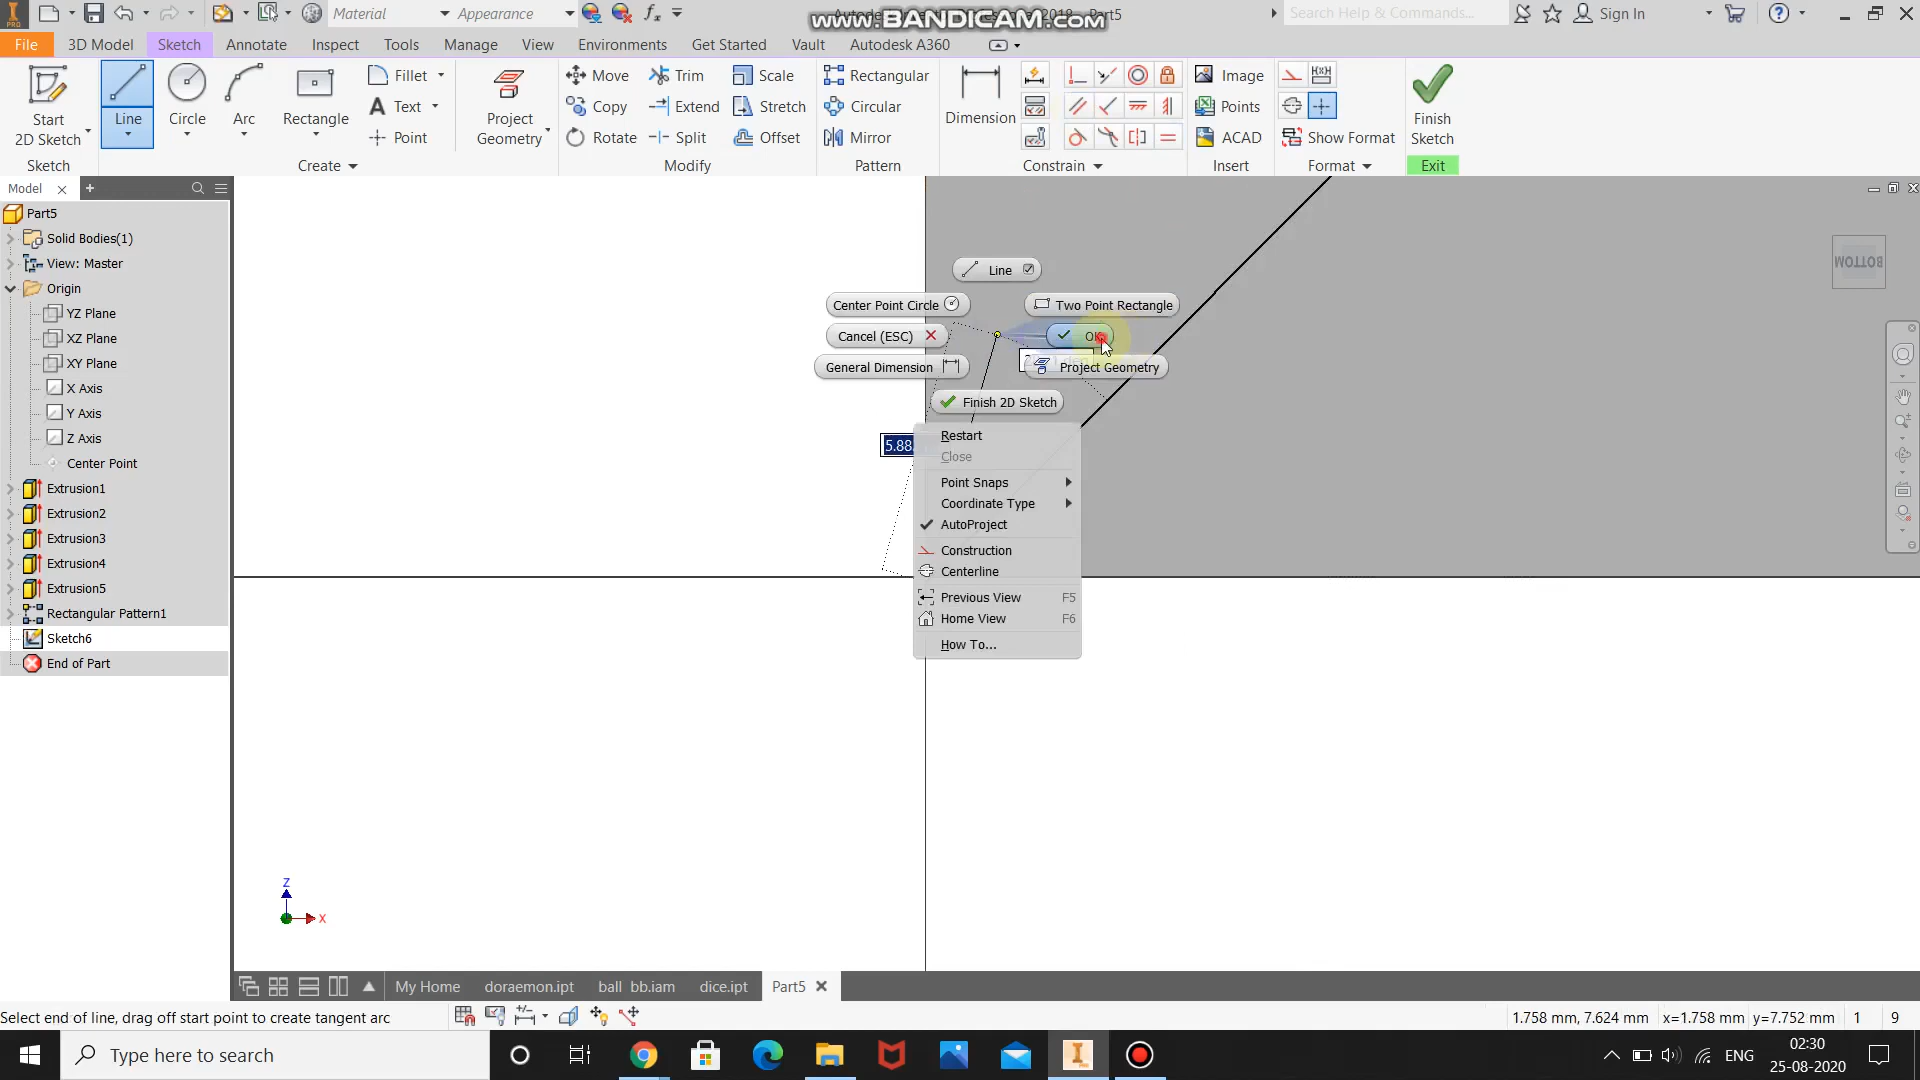 Material
Appearance
www.BANDICAM.com
Part5
Search Help & Commands...
Sign In
File
3D Model
Sketch
Annotate
Inspect
Tools
Manage
View
Environments
Get Started
Vault
Autodesk A360
Start
2D Sketch
Line
Circle
Arc
Rectangle
Fillet
Text
Point
Project
Geometry
Move
Copy
Rotate
Trim
Extend
Split
Scale
Stretch
Offset
Rectangular
Circular
Mirror
Dimension
Image
Points
ACAD
Show Format
Finish
Sketch
Sketch
Create
Modify
Pattern
Constrain
Insert
Format
Exit
Model
Part5
Solid Bodies(1)
View: Master
Origin
YZ Plane
XZ Plane
XY Plane
X Axis
Y Axis
Z Axis
Center Point
Extrusion1
Extrusion2
Extrusion3
Extrusion4
Extrusion5
Rectangular Pattern1
Sketch6
End of Part
BOTTOM
Line
Center Point Circle
Two Point Rectangle
Cancel (ESC)
OK
General Dimension
Project Geometry
Finish 2D Sketch
5.88
Restart
Close
Point Snaps
Coordinate Type
AutoProject
Construction
Centerline
Previous View F5
Home View F6
How To...
Z
X
My Home
doraemon.ipt
ball bb.iam
dice.ipt
Part5
Select end of line, drag off start point to create tangent arc
1.758 mm, 7.624 mm x=1.758 mm y=7.752 mm 1 9
Type here to search
ENG
02:30
25-08-2020